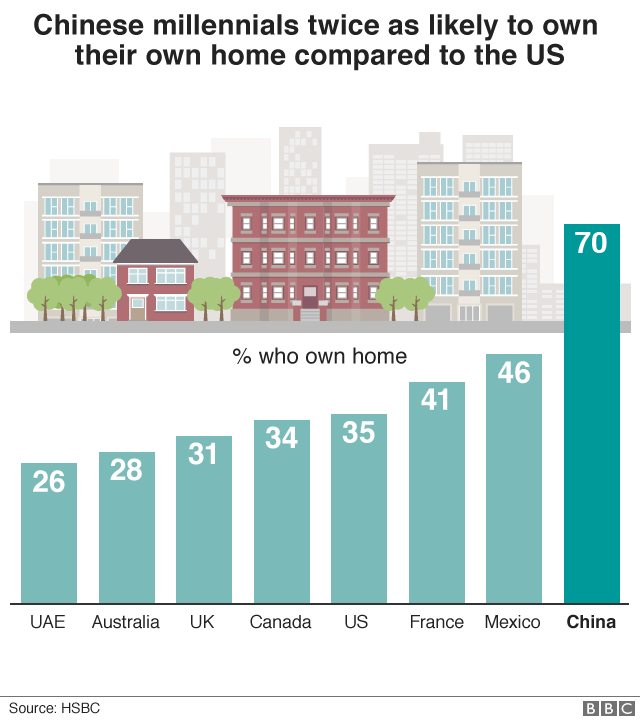 Chinese millennials twice as likely to own
their own home compared to the US
% who own home
26
28
31
34
35
41
46
70
UAE Australia UK Canada US France Mexico China
Source: HSBC
BBC